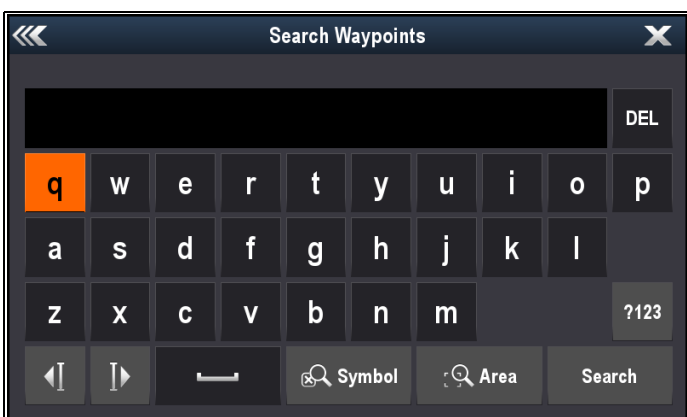 Search Waypoints
DEL
q w e r t y u i o p
a s d f g h j k l
z x c v b n m ?123
Symbol Area Search